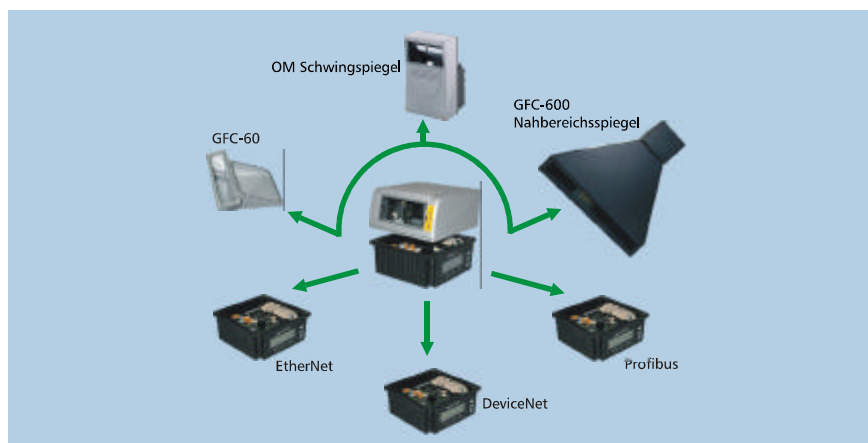 OM Schwingspiegel
GFC-600
Nahbereichsspiegel
GFC-60
EtherNet
Profibus
DeviceNet